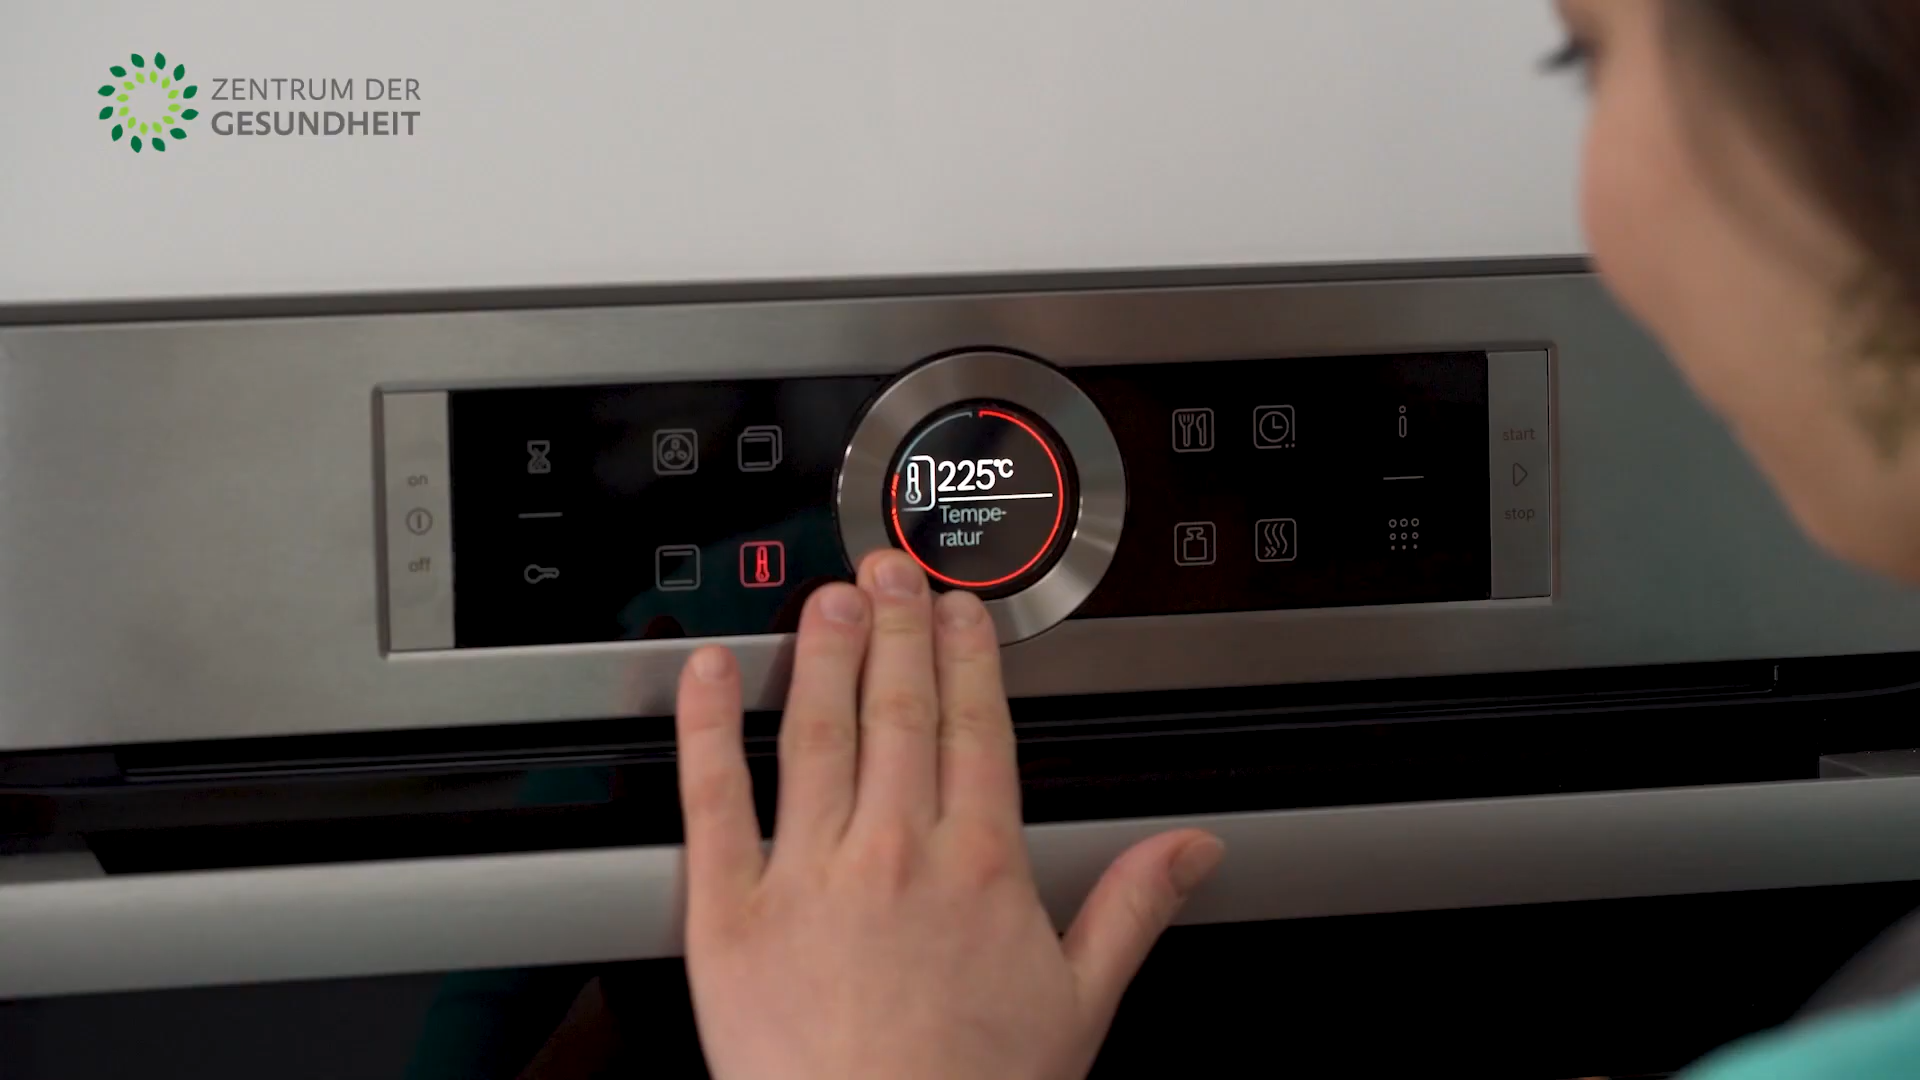 ZENTRUM DER
GESUNDHEIT
on
off
225°C
Tempe-
ratur
i
start
stop